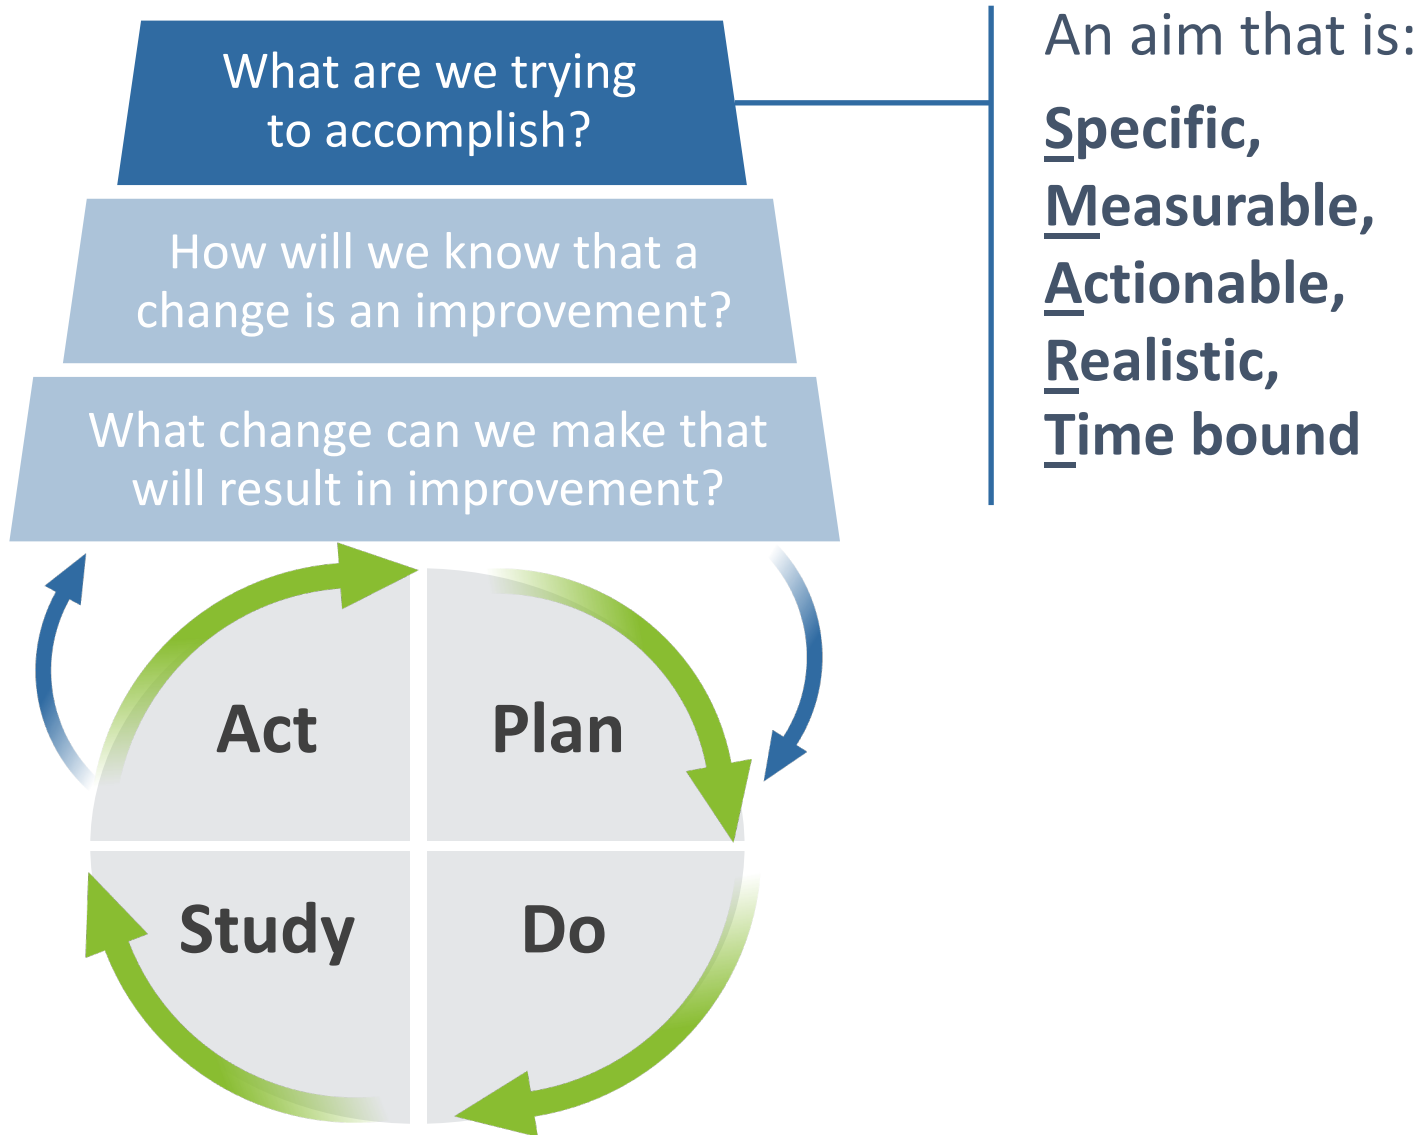 What are we trying
to accomplish?
How will we know that a
change is an improvement?
What change can we make that
will result in improvement?
Act
Plan
Study
Do
An aim that is:
Specific,
Measurable,
Actionable,
Realistic,
Time bound